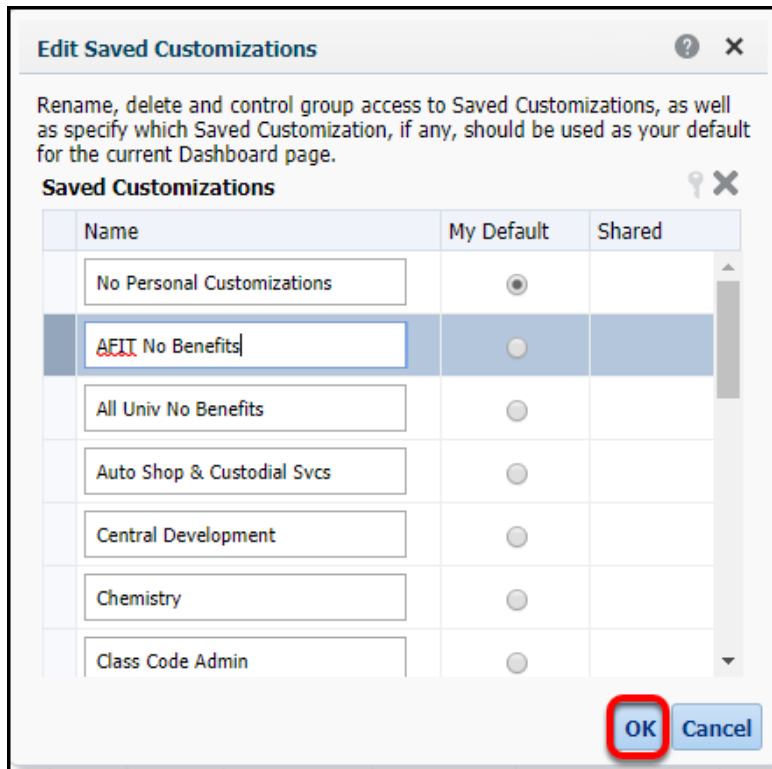 Edit Saved Customizations
Rename, delete and control group access to Saved Customizations, as well
as specify which Saved Customization, if any, should be used as your default
for the current Dashboard page.
Saved Customizations
Name My Default Shared
No Personal Customizations
AFIT No Benefits
All Univ No Benefits
Auto Shop & Custodial Svcs
Central Development
Chemistry
Class Code Admin
OK Cancel